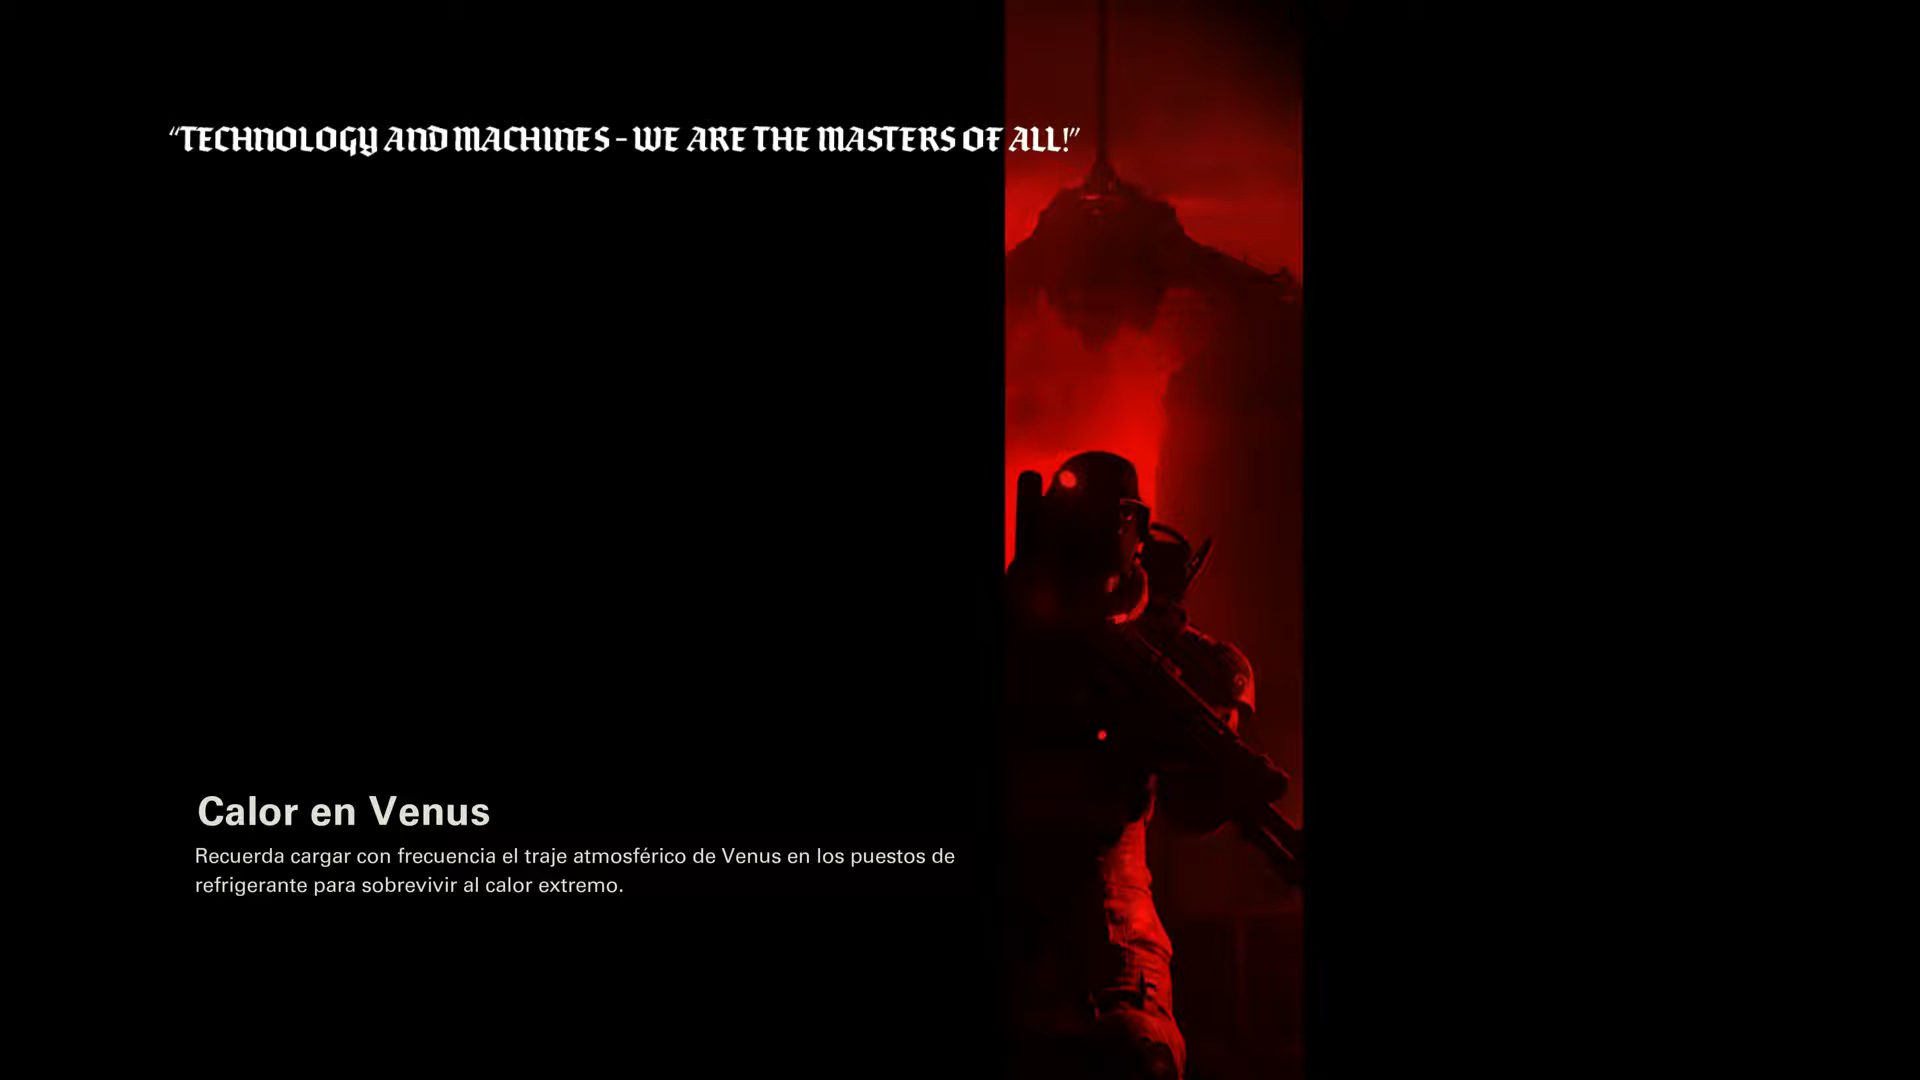 “TECHNOLOGY AND MACHINES – WE ARE THE MASTERS OF ALL!”
Calor en Venus
Recuerda cargar con frecuencia el traje atmosférico de Venus en los puestos de
refrigerante para sobrevivir al calor extremo.